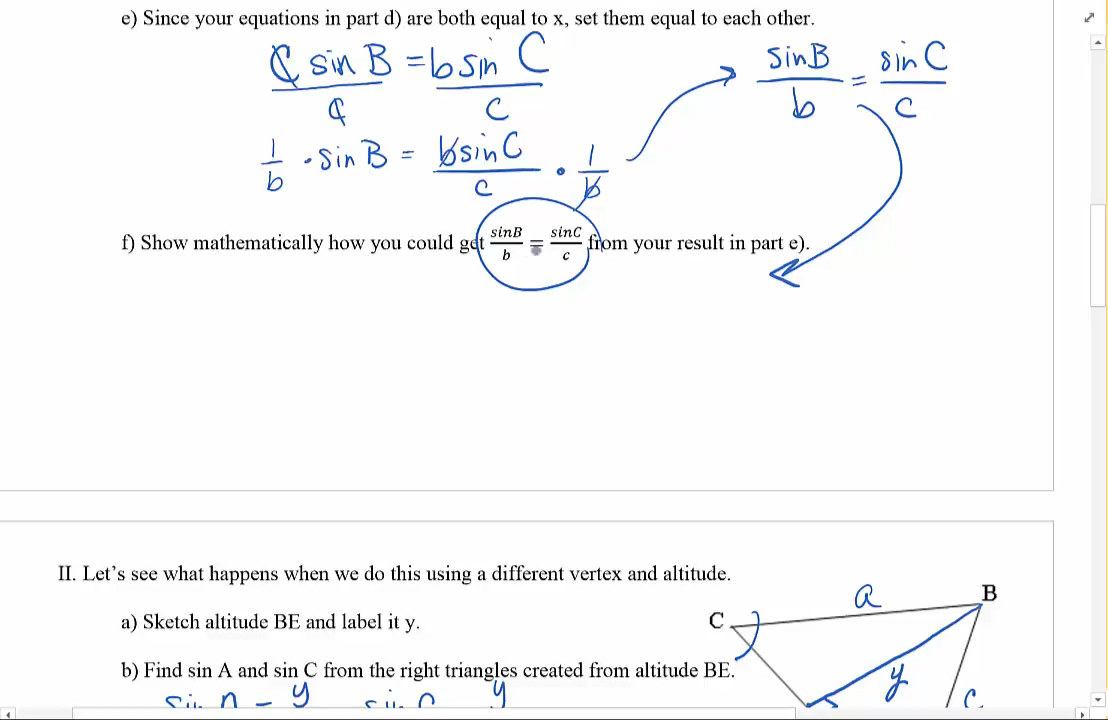 e) Since your equations in part d) are both equal to x, set them equal to each other.
c sin B = b sin C
c c
sinB = sin C
b c
1/b · sin B = b sin C / c · 1/b
f) Show mathematically how you could get sinB/b = sinC/c from your result in part e).
II. Let's see what happens when we do this using a different vertex and altitude.
a) Sketch altitude BE and label it y.
b) Find sin A and sin C from the right triangles created from altitude BE.
a
B
C
y
c
y y